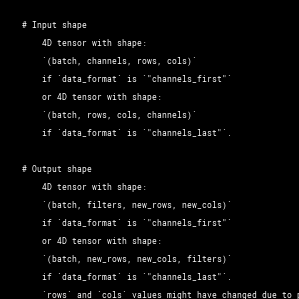 # Input shape
4D tensor with shape:
`(batch, channels, rows, cols)`
if `data_format` is `"channels_first"`
or 4D tensor with shape:
`(batch, rows, cols, channels)`
if `data_format` is `"channels_last"`.
# Output shape
4D tensor with shape:
`(batch, filters, new_rows, new_cols)`
if `data_format` is `"channels_first"`
or 4D tensor with shape:
`(batch, new_rows, new_cols, filters)`
if `data_format` is `"channels_last"`.
`rows` and `cols` values might have changed due to